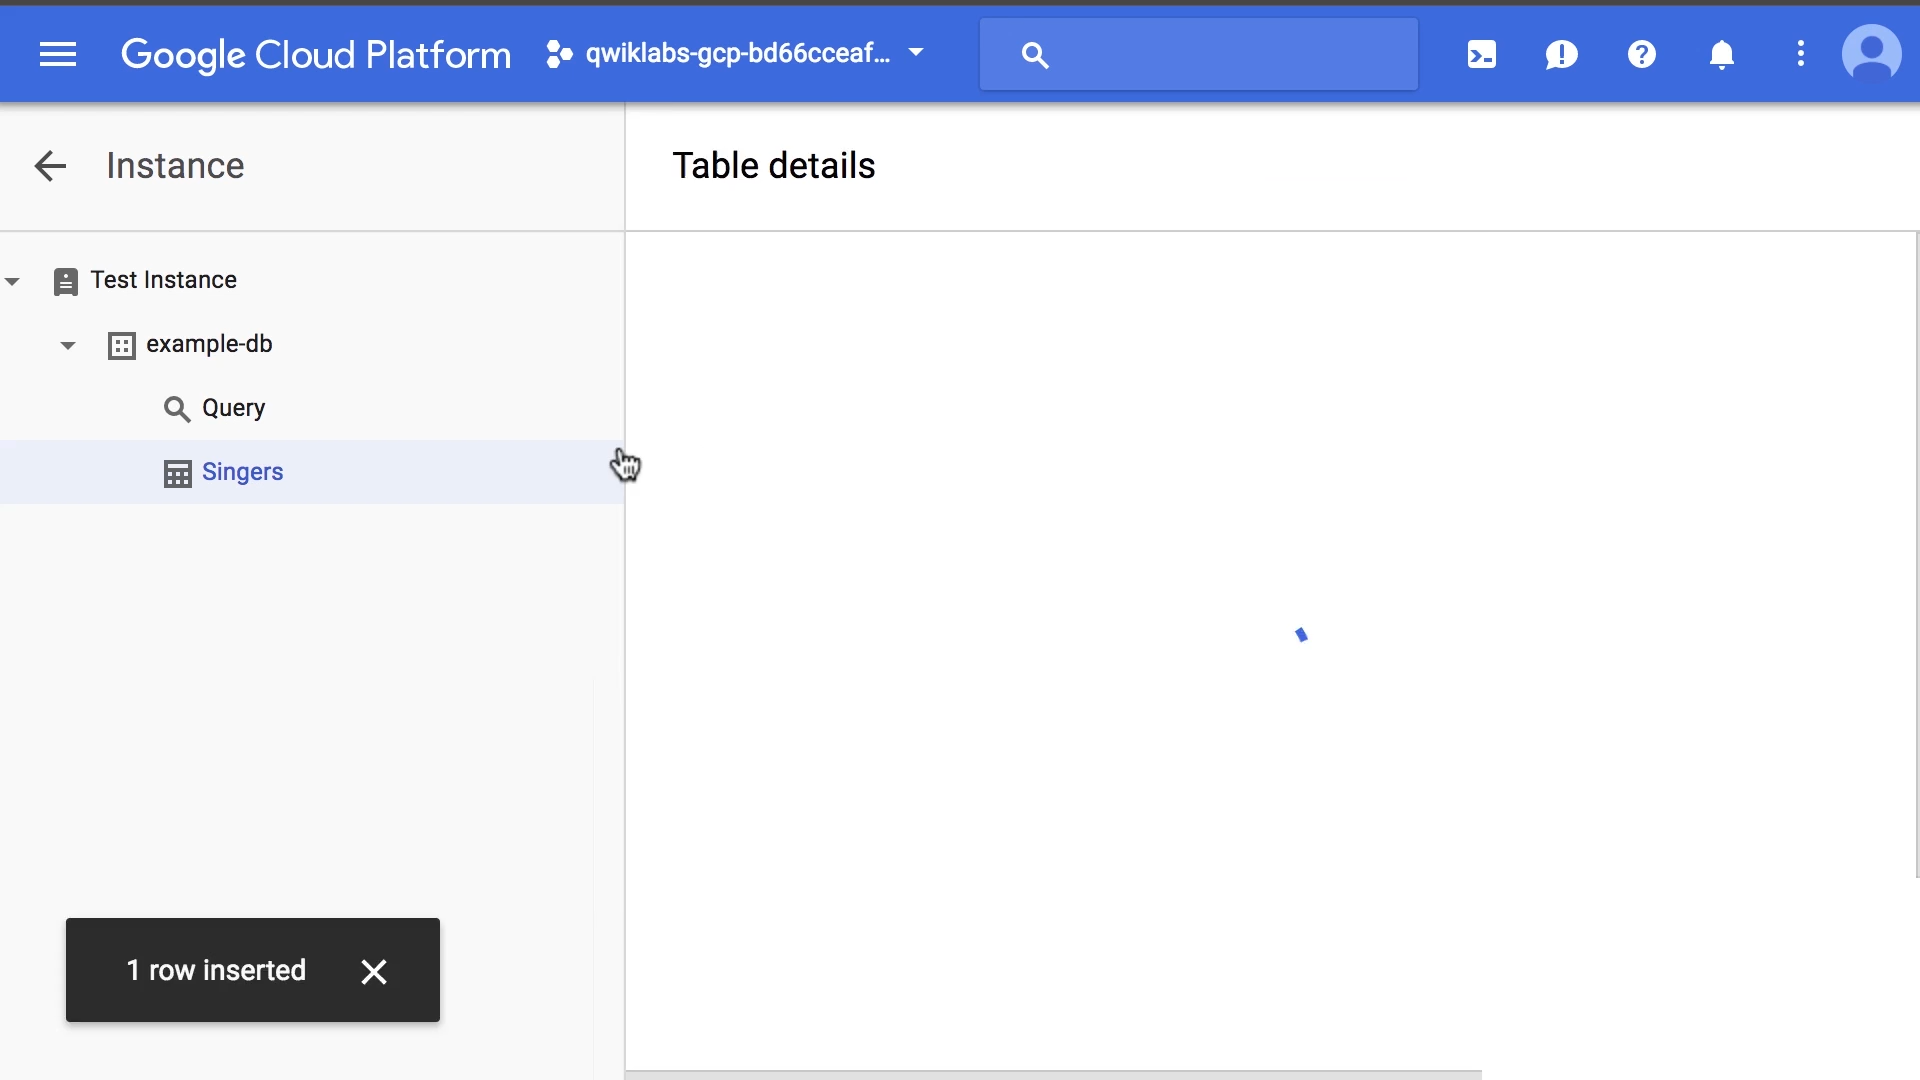 Google Cloud Platform
qwiklabs-gcp-bd66cceaf...
Instance
Table details
Test Instance
example-db
Query
Singers
1 row inserted